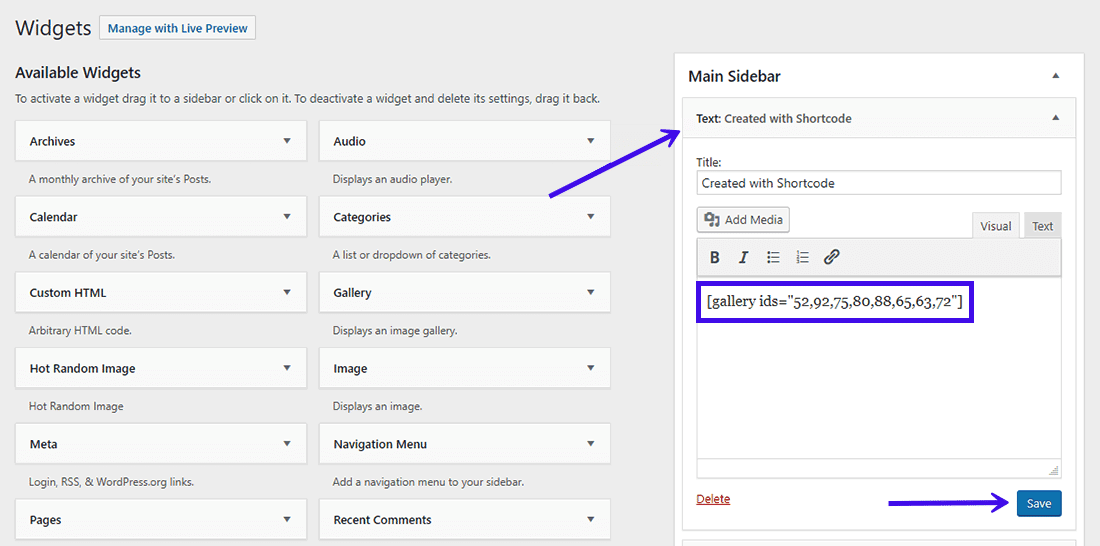 Widgets
Manage with Live Preview
Available Widgets
To activate a widget drag it to a sidebar or click on it. To deactivate a widget and delete its settings, drag it back.
Archives
Audio
A monthly archive of your site's Posts.
Displays an audio player.
Calendar
Categories
A calendar of your site's Posts.
A list or dropdown of categories.
Custom HTML
Gallery
Arbitrary HTML code.
Displays an image gallery.
Hot Random Image
Image
Hot Random Image
Displays an image.
Meta
Navigation Menu
Login, RSS, & WordPress.org links.
Add a navigation menu to your sidebar.
Pages
Recent Comments
Main Sidebar
Text: Created with Shortcode
Title:
Created with Shortcode
Add Media
Visual
Text
B I
[gallery ids="52,92,75,80,88,65,63,72"]
Delete
Save